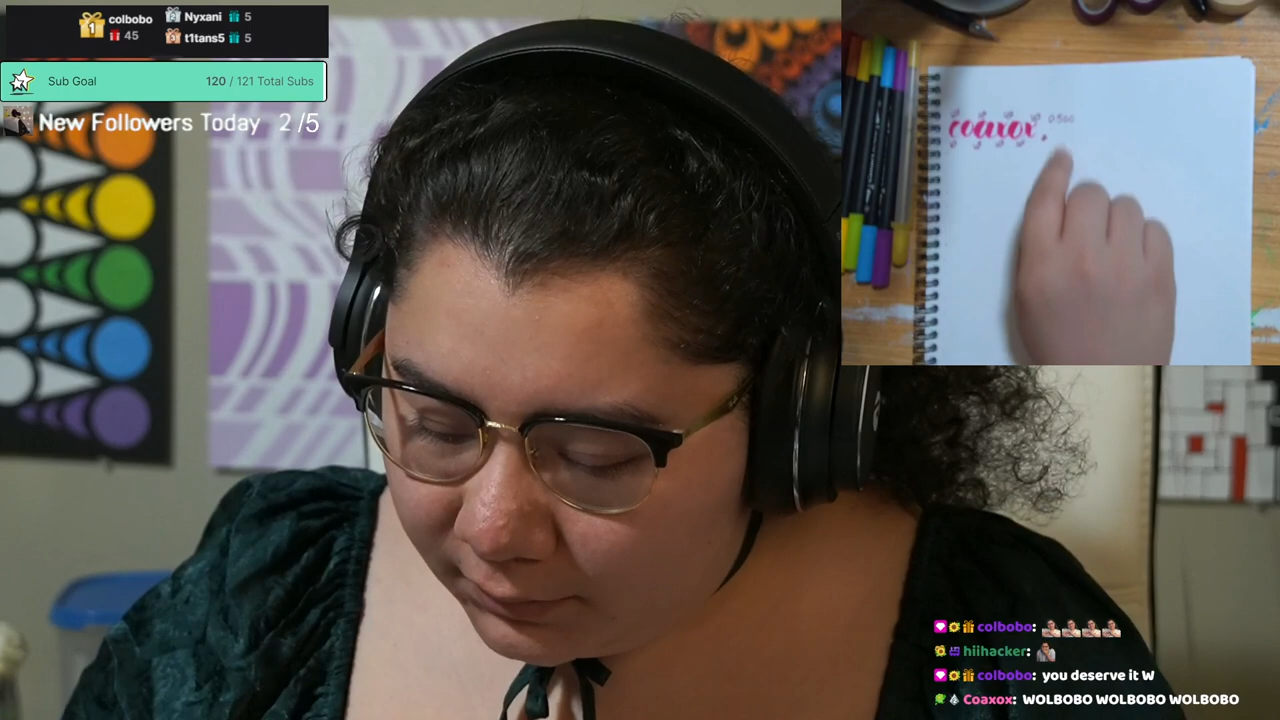 colbobo
45
Nyxani 5
t1tans5 5
Sub Goal 120 / 121 Total Subs
New Followers Today 2 /5
coaxox.
colbobo:
hiihacker:
colbobo: you deserve it W
Coaxox: WOLBOBO WOLBOBO WOLBOBO